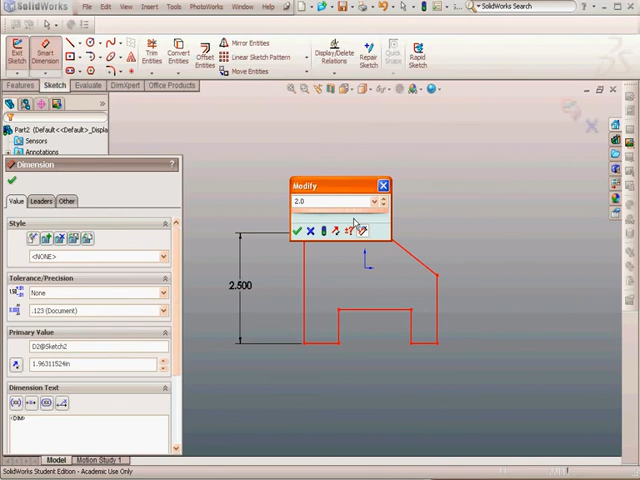 SolidWorks
File Edit View Insert Tools PhotoWorks Window Help
SolidWorks Search
Exit Sketch
Smart Dimension
Trim Entities
Convert Entities
Offset Entities
Mirror Entities
Linear Sketch Pattern
Move Entities
Display/Delete Relations
Repair Sketch
Quick Snaps
Rapid Sketch
Features Sketch Evaluate DimXpert Office Products
Part2 (Default<<Default>_Displa
Sensors
Annotations
Dimension
Value Leaders Other
Style
<NONE>
Tolerance/Precision
None
.123 (Document)
Primary Value
D2@Sketch2
1.96311524in
Dimension Text
<DIM>
Modify
2.0
2.500
Model Motion Study 1
SolidWorks Student Edition - Academic Use Only